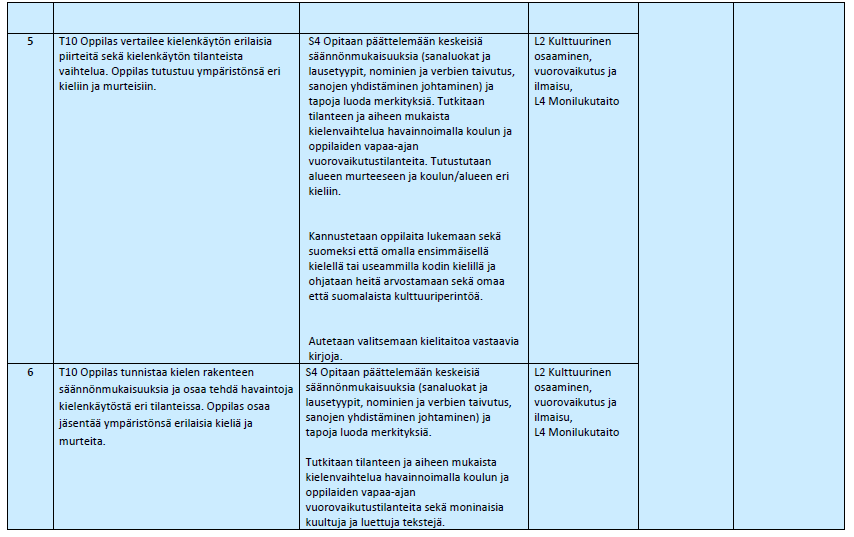 5
T10 Oppilas vertailee kielenkäytön erilaisia
piirteitä sekä kielenkäytön tilanteista
vaihtelua. Oppilas tutustuu ympäristönsä eri
kieliin ja murteisiin.
S4 Opitaan päättelemään keskeisiä
säännönmukaisuuksia (sanaluokat ja
lausetyypit, nominien ja verbien taivutus,
sanojen yhdistäminen johtaminen) ja
tapoja luoda merkityksiä. Tutkitaan
tilanteen ja aiheen mukaista
kielenvaihtelua havainnoimalla koulun ja
oppilaiden vapaa-ajan
vuorovaikutustilanteita. Tutustutaan
alueen murteeseen ja koulun/alueen eri
kieliin.
Kannustetaan oppilaita lukemaan sekä
suomeksi että omalla ensimmäisellä
kielellä tai useammilla kodin kielillä ja
ohjataan heitä arvostamaan sekä omaa
että suomalaista kulttuuriperintöä.
Autetaan valitsemaan kielitaitoa vastaavia
kirjoja.
L2 Kulttuurinen
osaaminen,
vuorovaikutus ja
ilmaisu,
L4 Monilukutaito
6
T10 Oppilas tunnistaa kielen rakenteen
säännönmukaisuuksia ja osaa tehdä havaintoja
kielenkäytöstä eri tilanteissa. Oppilas osaa
jäsentää ympäristönsä erilaisia kieliä ja
murteita.
S4 Opitaan päättelemään keskeisiä
säännönmukaisuuksia (sanaluokat ja
lausetyypit, nominien ja verbien taivutus,
sanojen yhdistäminen johtaminen) ja
tapoja luoda merkityksiä.
Tutkitaan tilanteen ja aiheen mukaista
kielenvaihtelua havainnoimalla koulun ja
oppilaiden vapaa-ajan
vuorovaikutustilanteita sekä moninaisia
kuultuja ja luettuja tekstejä.
L2 Kulttuurinen
osaaminen,
vuorovaikutus ja
ilmaisu,
L4 Monilukutaito